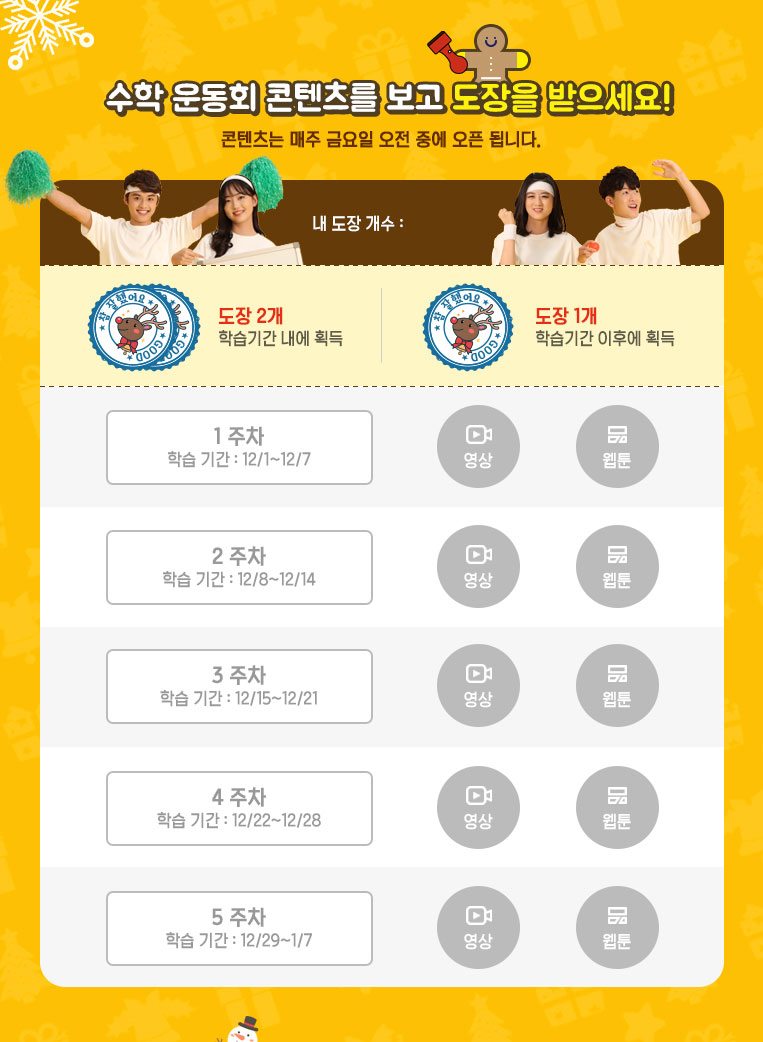 수학 운동회 콘텐츠를 보고 도장을 받으세요!
콘텐츠는 매주 금요일 오전 중에 오픈 됩니다.
내 도장 개수 :
참 잘했어요
GOOD
GOOD
도장 2개
학습기간 내에 획득
참 잘했어요
GOOD
도장 1개
학습기간 이후에 획득
1 주차
학습 기간 : 12/1~12/7
영상
웹툰
2 주차
학습 기간 : 12/8~12/14
영상
웹툰
3 주차
학습 기간 : 12/15~12/21
영상
웹툰
4 주차
학습 기간 : 12/22~12/28
영상
웹툰
5 주차
학습 기간 : 12/29~1/7
영상
웹툰